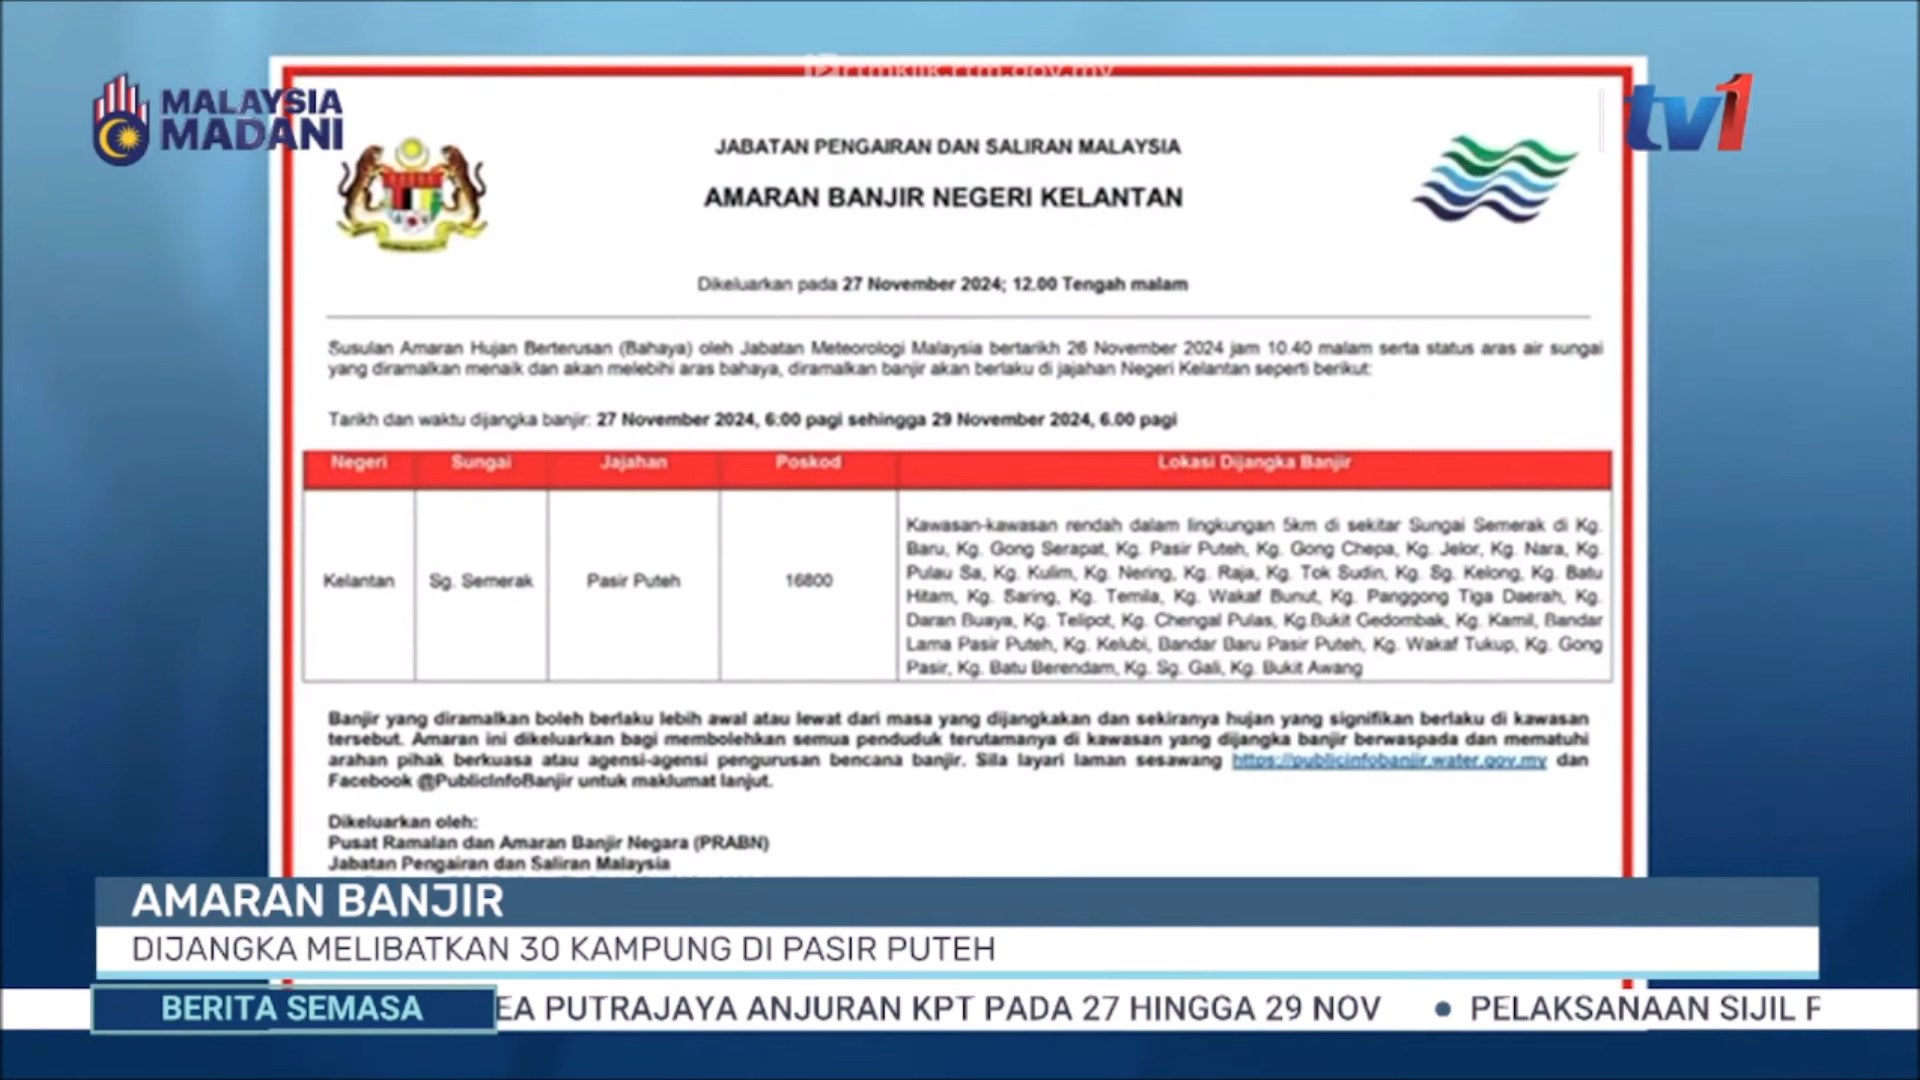 rtmklik.rtm.gov.my
MALAYSIA
MADANI
tv1
JABATAN PENGAIRAN DAN SALIRAN MALAYSIA
AMARAN BANJIR NEGERI KELANTAN
Dikeluarkan pada 27 November 2024; 12.00 Tengah malam
Susulan Amaran Hujan Berterusan (Bahaya) oleh Jabatan Meteorologi Malaysia bertarikh 26 November 2024 jam 10.40 malam serta status aras air sungai
yang diramalkan menaik dan akan melebihi aras bahaya, diramalkan banjir akan berlaku di jajahan Negeri Kelantan seperti berikut:
Tarikh dan waktu dijangka banjir: 27 November 2024, 6:00 pagi sehingga 29 November 2024, 6.00 pagi
Negeri Sungai Jajahan Poskod Lokasi Dijangka Banjir
Kelantan Sg. Semerak Pasir Puteh 16800
Kawasan-kawasan rendah dalam lingkungan 5km di sekitar Sungai Semerak di Kg.
Baru, Kg. Gong Serapat, Kg. Pasir Puteh, Kg. Gong Chepa, Kg. Jelor, Kg. Nara, Kg.
Pulau Sa, Kg. Kulim, Kg. Nering, Kg. Raja, Kg. Tok Sudin, Kg. Sg. Kelong, Kg. Batu
Hitam, Kg. Saring, Kg. Temila, Kg. Wakaf Bunut, Kg. Panggong Tiga Daerah, Kg.
Daran Buaya, Kg. Telipot, Kg. Chengal Pulas, Kg.Bukit Gedombak, Kg. Kamil, Bandar
Lama Pasir Puteh, Kg. Kelubi, Bandar Baru Pasir Puteh, Kg. Wakaf Tukup, Kg. Gong
Pasir, Kg. Batu Berendam, Kg. Sg. Gali, Kg. Bukit Awang
Banjir yang diramalkan boleh berlaku lebih awal atau lewat dari masa yang dijangkakan dan sekiranya hujan yang signifikan berlaku di kawasan
tersebut. Amaran ini dikeluarkan bagi membolehkan semua penduduk terutamanya di kawasan yang dijangka banjir berwaspada dan mematuhi
arahan pihak berkuasa atau agensi-agensi pengurusan bencana banjir. Sila layari laman sesawang https://publicinfobanjir.water.gov.my dan
Facebook @PublicInfoBanjir untuk maklumat lanjut.
Dikeluarkan oleh:
Pusat Ramalan dan Amaran Banjir Negara (PRABN)
Jabatan Pengairan dan Saliran Malaysia
AMARAN BANJIR
DIJANGKA MELIBATKAN 30 KAMPUNG DI PASIR PUTEH
BERITA SEMASA EA PUTRAJAYA ANJURAN KPT PADA 27 HINGGA 29 NOV • PELAKSANAAN SIJIL